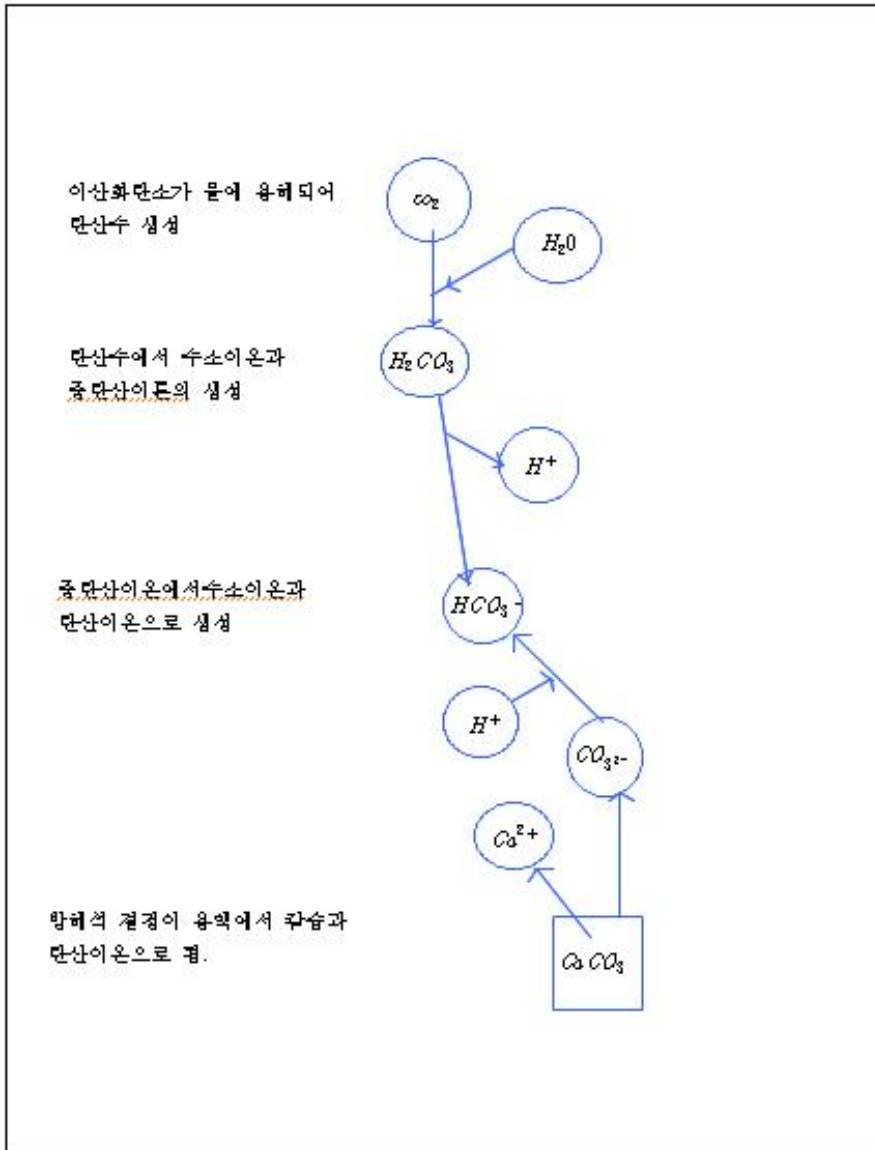 이산화탄소가 물에 용해되어
탄산수 생성
co₂
H₂0
탄산수에서 수소이온과
중탄산이론의 생성
H₂CO₃
H⁺
중탄산이온에서수소이온과
탄산이온으로 생성
HCO₃-
H⁺
CO₃²⁻
Ca²⁺
방해석 결정이 용액에서 칼슘과
탄산이온으로 됨.
CaCO₃